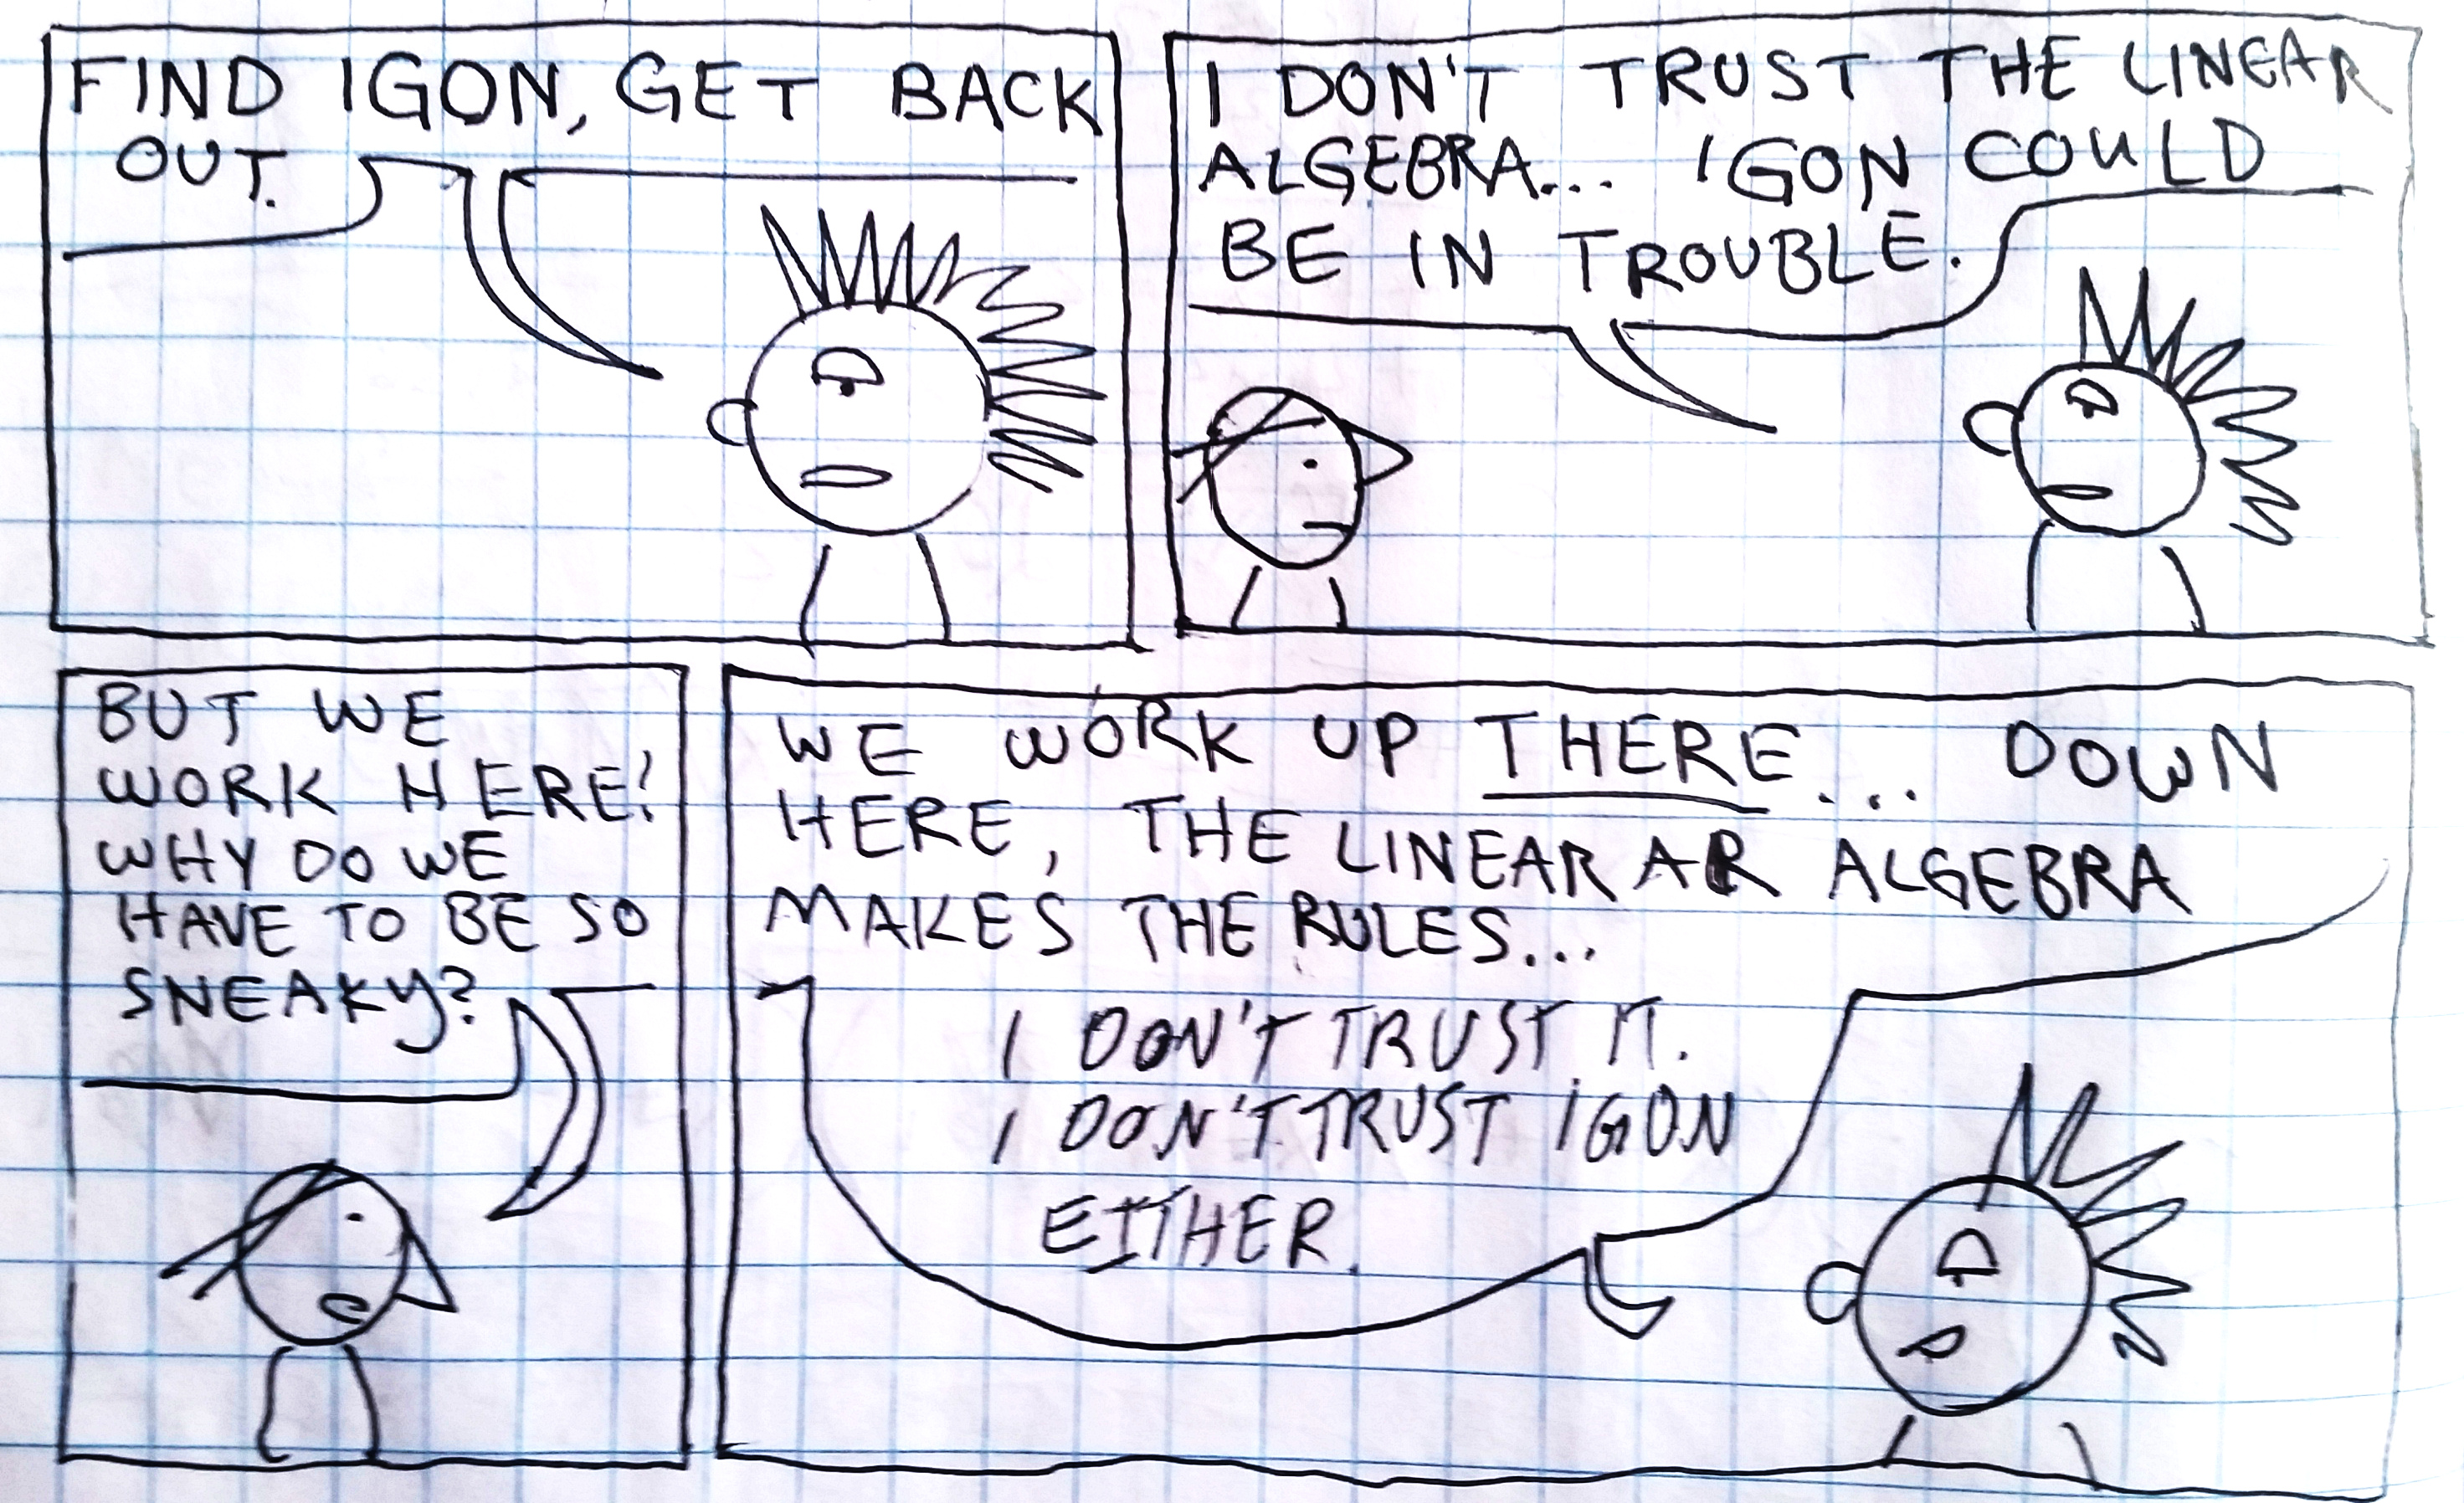 FIND IGON, GET BACK
OUT.
I DON'T TRUST THE LINEAR
ALGEBRA... IGON COULD
BE IN TROUBLE.
BUT WE
WORK HERE!
WHY DO WE
HAVE TO BE SO
SNEAKY?
WE WORK UP THERE... DOWN
HERE, THE LINEAR AR ALGEBRA
MAKES THE RULES...
I DON'T TRUST IT.
I DON'T TRUST IGON
EITHER.